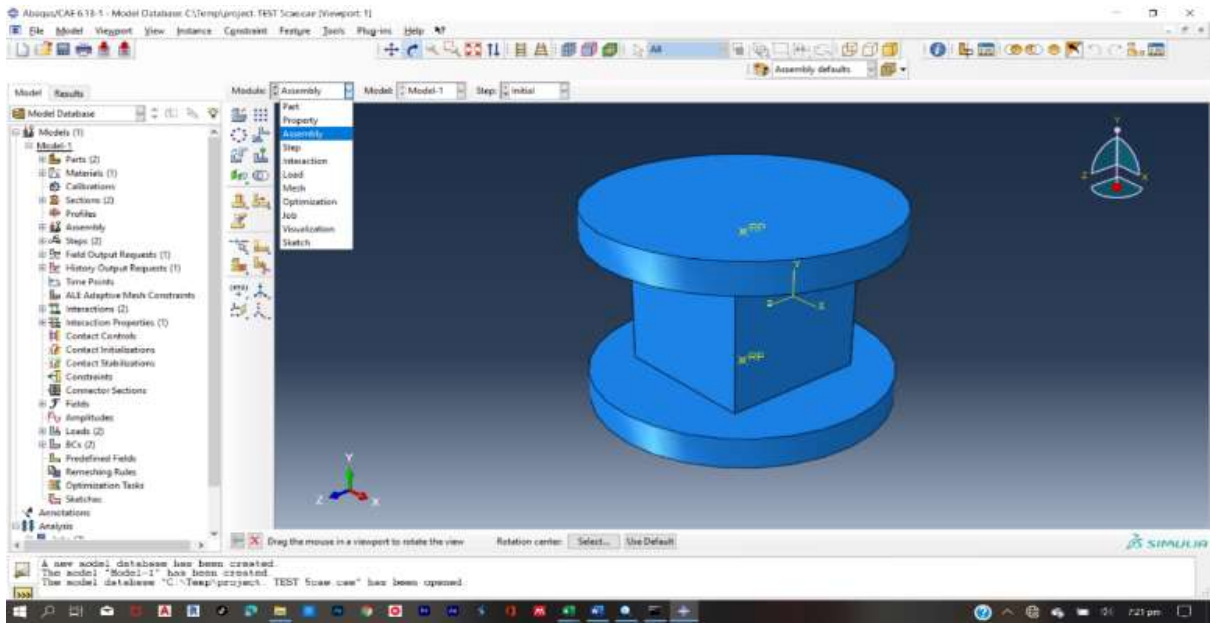 Abaqus/CAE 6.13-1 - Model Database: C:\Temp\project. TEST 5caw.cae [Viewport: 1]
File Model Viewport View Instance Constraint Feature Tools Plug-ins Help
All
Assembly defaults
Model Results
Module: Assembly Model: Model-1 Step: Initial
Model Database
Models (1)
Model-1
Parts (2)
Materials (1)
Calibrations
Sections (2)
Profiles
Assembly
Steps (2)
Field Output Requests (1)
History Output Requests (1)
Time Points
ALE Adaptive Mesh Constraints
Interactions (2)
Interaction Properties (1)
Contact Controls
Contact Initializations
Contact Stabilizations
Constraints
Connector Sections
Fields
Amplitudes
Loads (2)
BCs (2)
Predefined Fields
Remeshing Rules
Optimization Tasks
Sketches
Annotations
Analysis
Part
Property
Assembly
Step
Interaction
Load
Mesh
Optimization
Job
Visualization
Sketch
RP
Y
Z X
RP
Y
Z X
Y
Z X
Drag the mouse in a viewport to rotate the view Rotation center: Select... Use Default
SIMULIA
A new model database has been created.
The model "Model-1" has been created.
The model database "C:\Temp\project. TEST 5caw.cae" has been opened.
>>>
7:21 pm